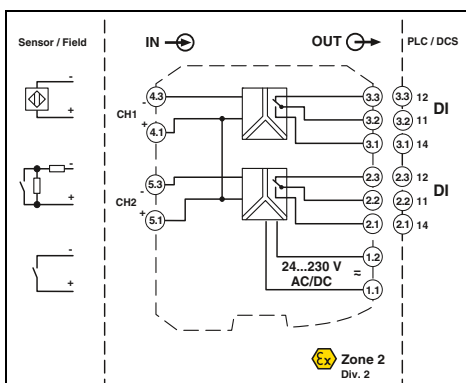 Sensor / Field
IN
OUT
PLC / DCS
-
+
-
+
-
+
CH1
-
4.3
+
4.1
CH2
5.3
-
+
5.1
3.3
3.2
3.1
2.3
2.2
2.1
1.2
1.1
24...230 V
AC/DC
≈
3.3 12
3.2 11
3.1 14
DI
2.3 12
2.2 11
2.1 14
DI
Ex
Zone 2
Div. 2